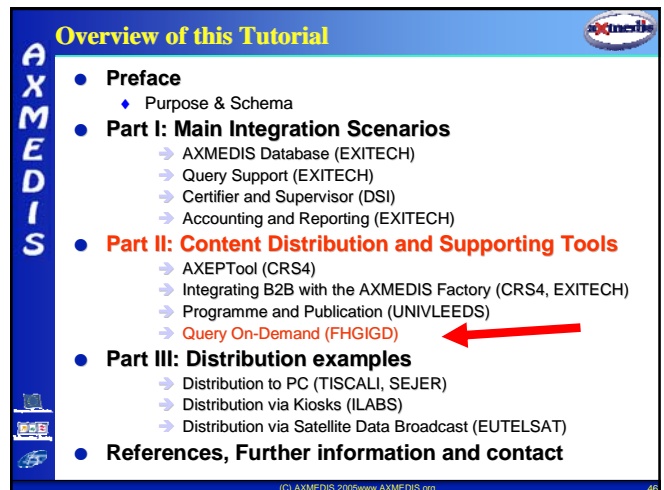 Overview of this Tutorial
axmedis
AXMEDIS
Preface
Purpose & Schema
Part I: Main Integration Scenarios
AXMEDIS Database (EXITECH)
Query Support (EXITECH)
Certifier and Supervisor (DSI)
Accounting and Reporting (EXITECH)
Part II: Content Distribution and Supporting Tools
AXEPTool (CRS4)
Integrating B2B with the AXMEDIS Factory (CRS4, EXITECH)
Programme and Publication (UNIVLEEDS)
Query On-Demand (FHGIGD)
Part III: Distribution examples
Distribution to PC (TISCALI, SEJER)
Distribution via Kiosks (ILABS)
Distribution via Satellite Data Broadcast (EUTELSAT)
References, Further information and contact
(C) AXMEDIS 2005www.AXMEDIS.org
46